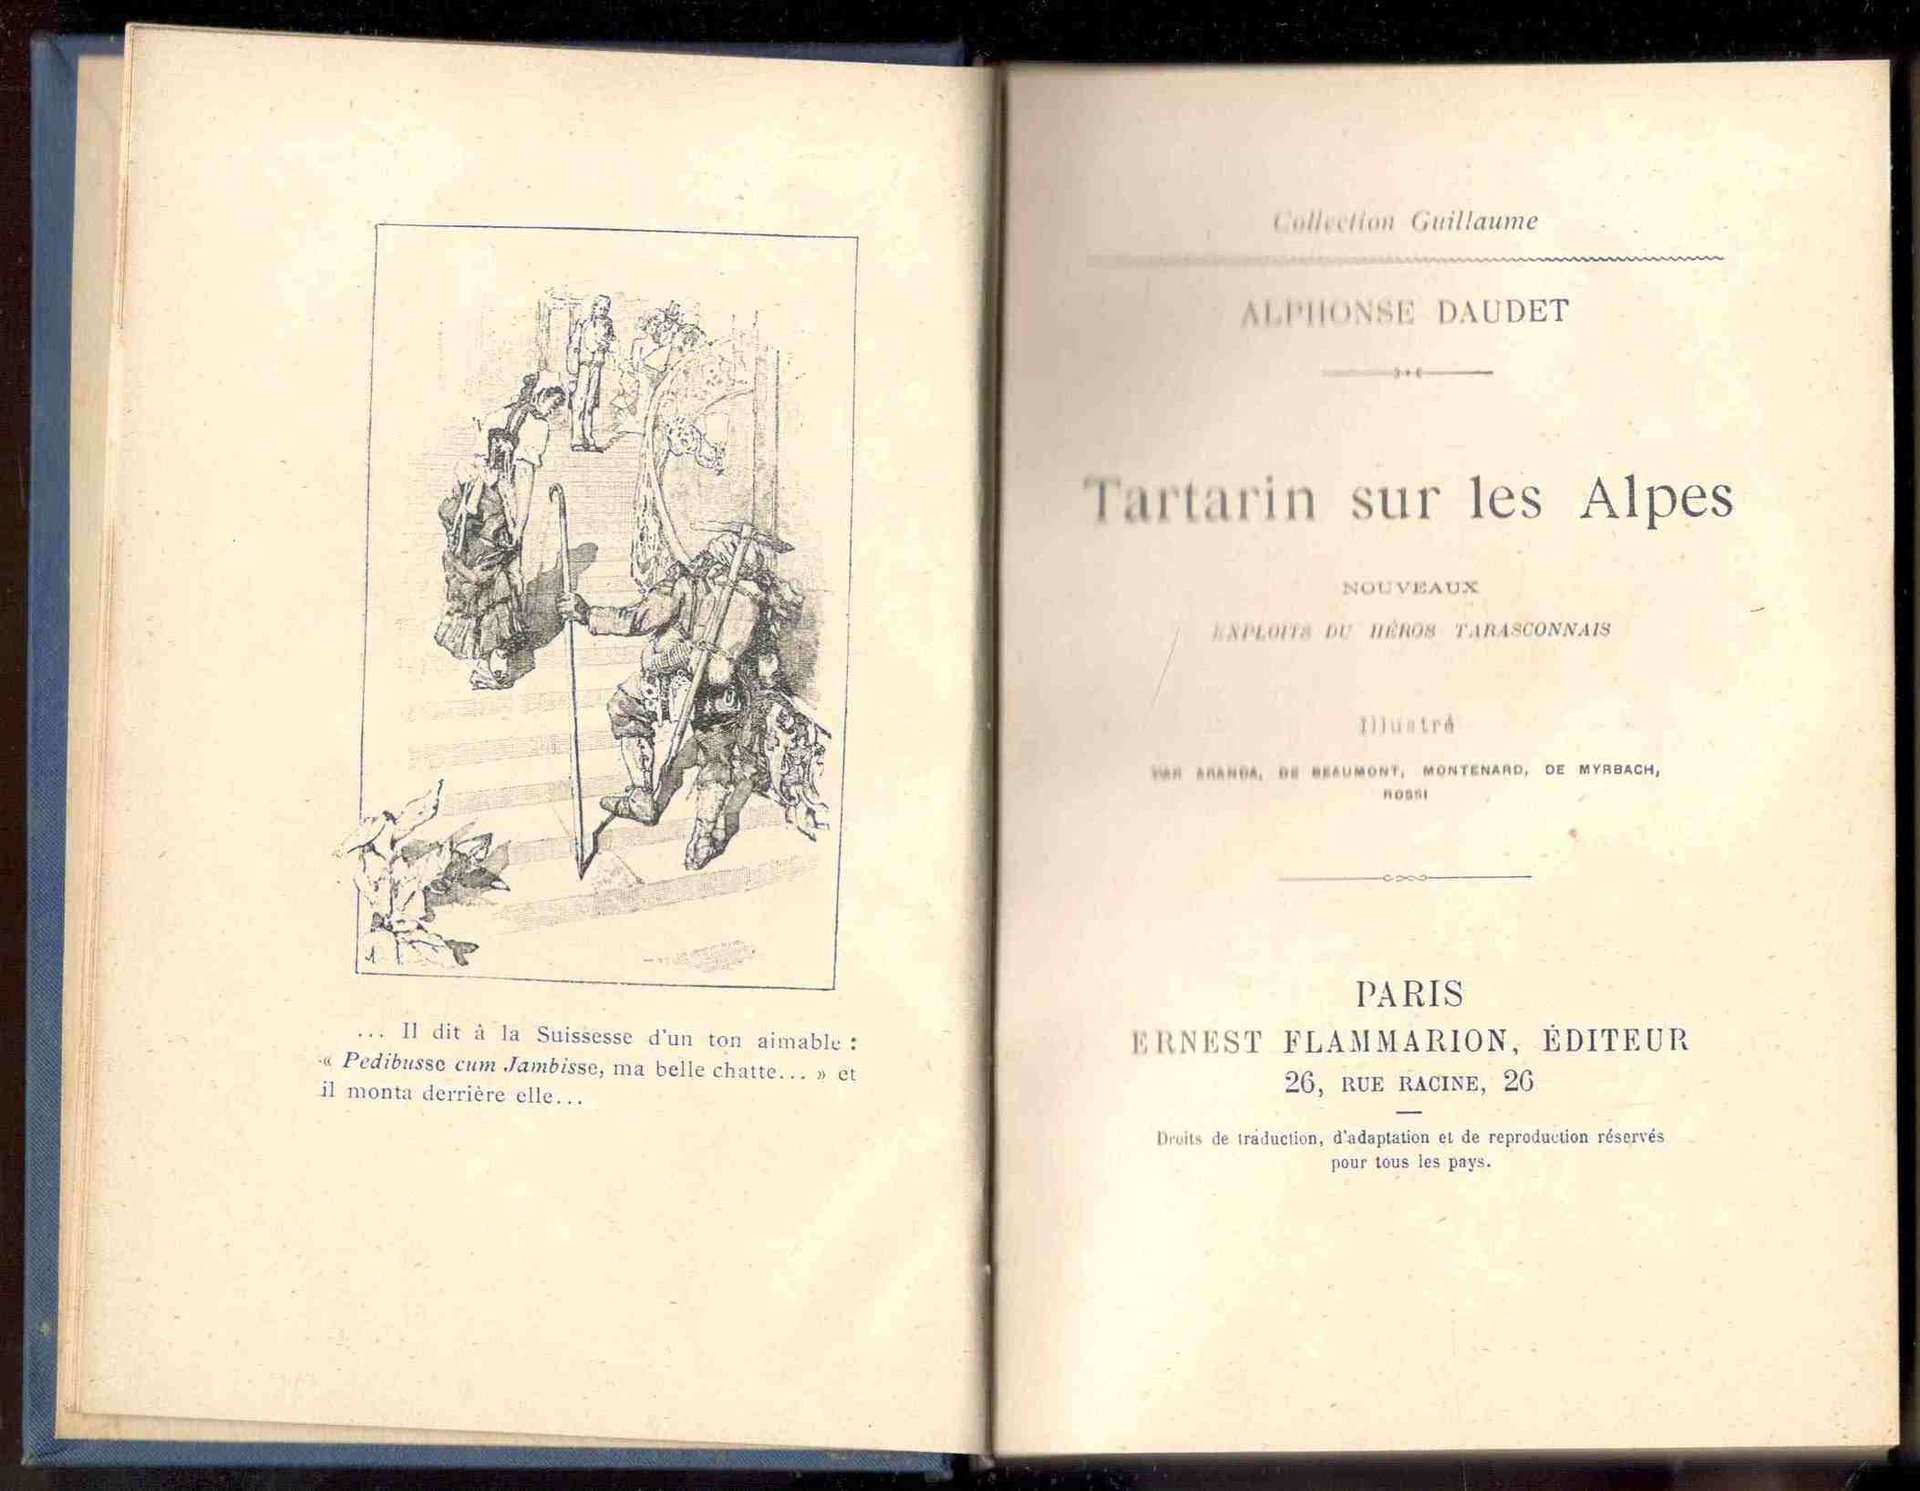 ... Il dit à la Suissesse d'un ton aimable :
« Pedibusse cum Jambisse, ma belle chatte... » et
il monta derrière elle...
Collection Guillaume
ALPHONSE DAUDET
Tartarin sur les Alpes
NOUVEAUX
EXPLOITS DU HÉROS TARASCONNAIS
Illustré
PAR ARANDA, DE BEAUMONT, MONTENARD, DE MYRBACH,
ROSSI
PARIS
ERNEST FLAMMARION, ÉDITEUR
26, RUE RACINE, 26
Droits de traduction, d'adaptation et de reproduction réservés
pour tous les pays.